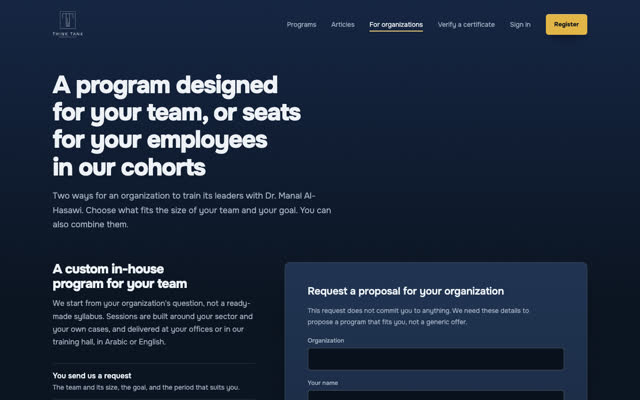 THINK TANK
Programs
Articles
For organizations
Verify a certificate
Sign in
Register
A program designed
for your team, or seats
for your employees
in our cohorts
Two ways for an organization to train its leaders with Dr. Manal Al-
Hasawi. Choose what fits the size of your team and your goal. You can
also combine them.
A custom in-house
program for your team
We start from your organization's question, not a ready-
made syllabus. Sessions are built around your sector and
your own cases, and delivered at your offices or in our
training hall, in Arabic or English.
You send us a request
The team and its size, the goal, and the period that suits you.
Request a proposal for your organization
This request does not commit you to anything. We need these details to
propose a program that fits you, not a generic offer.
Organization
Your name